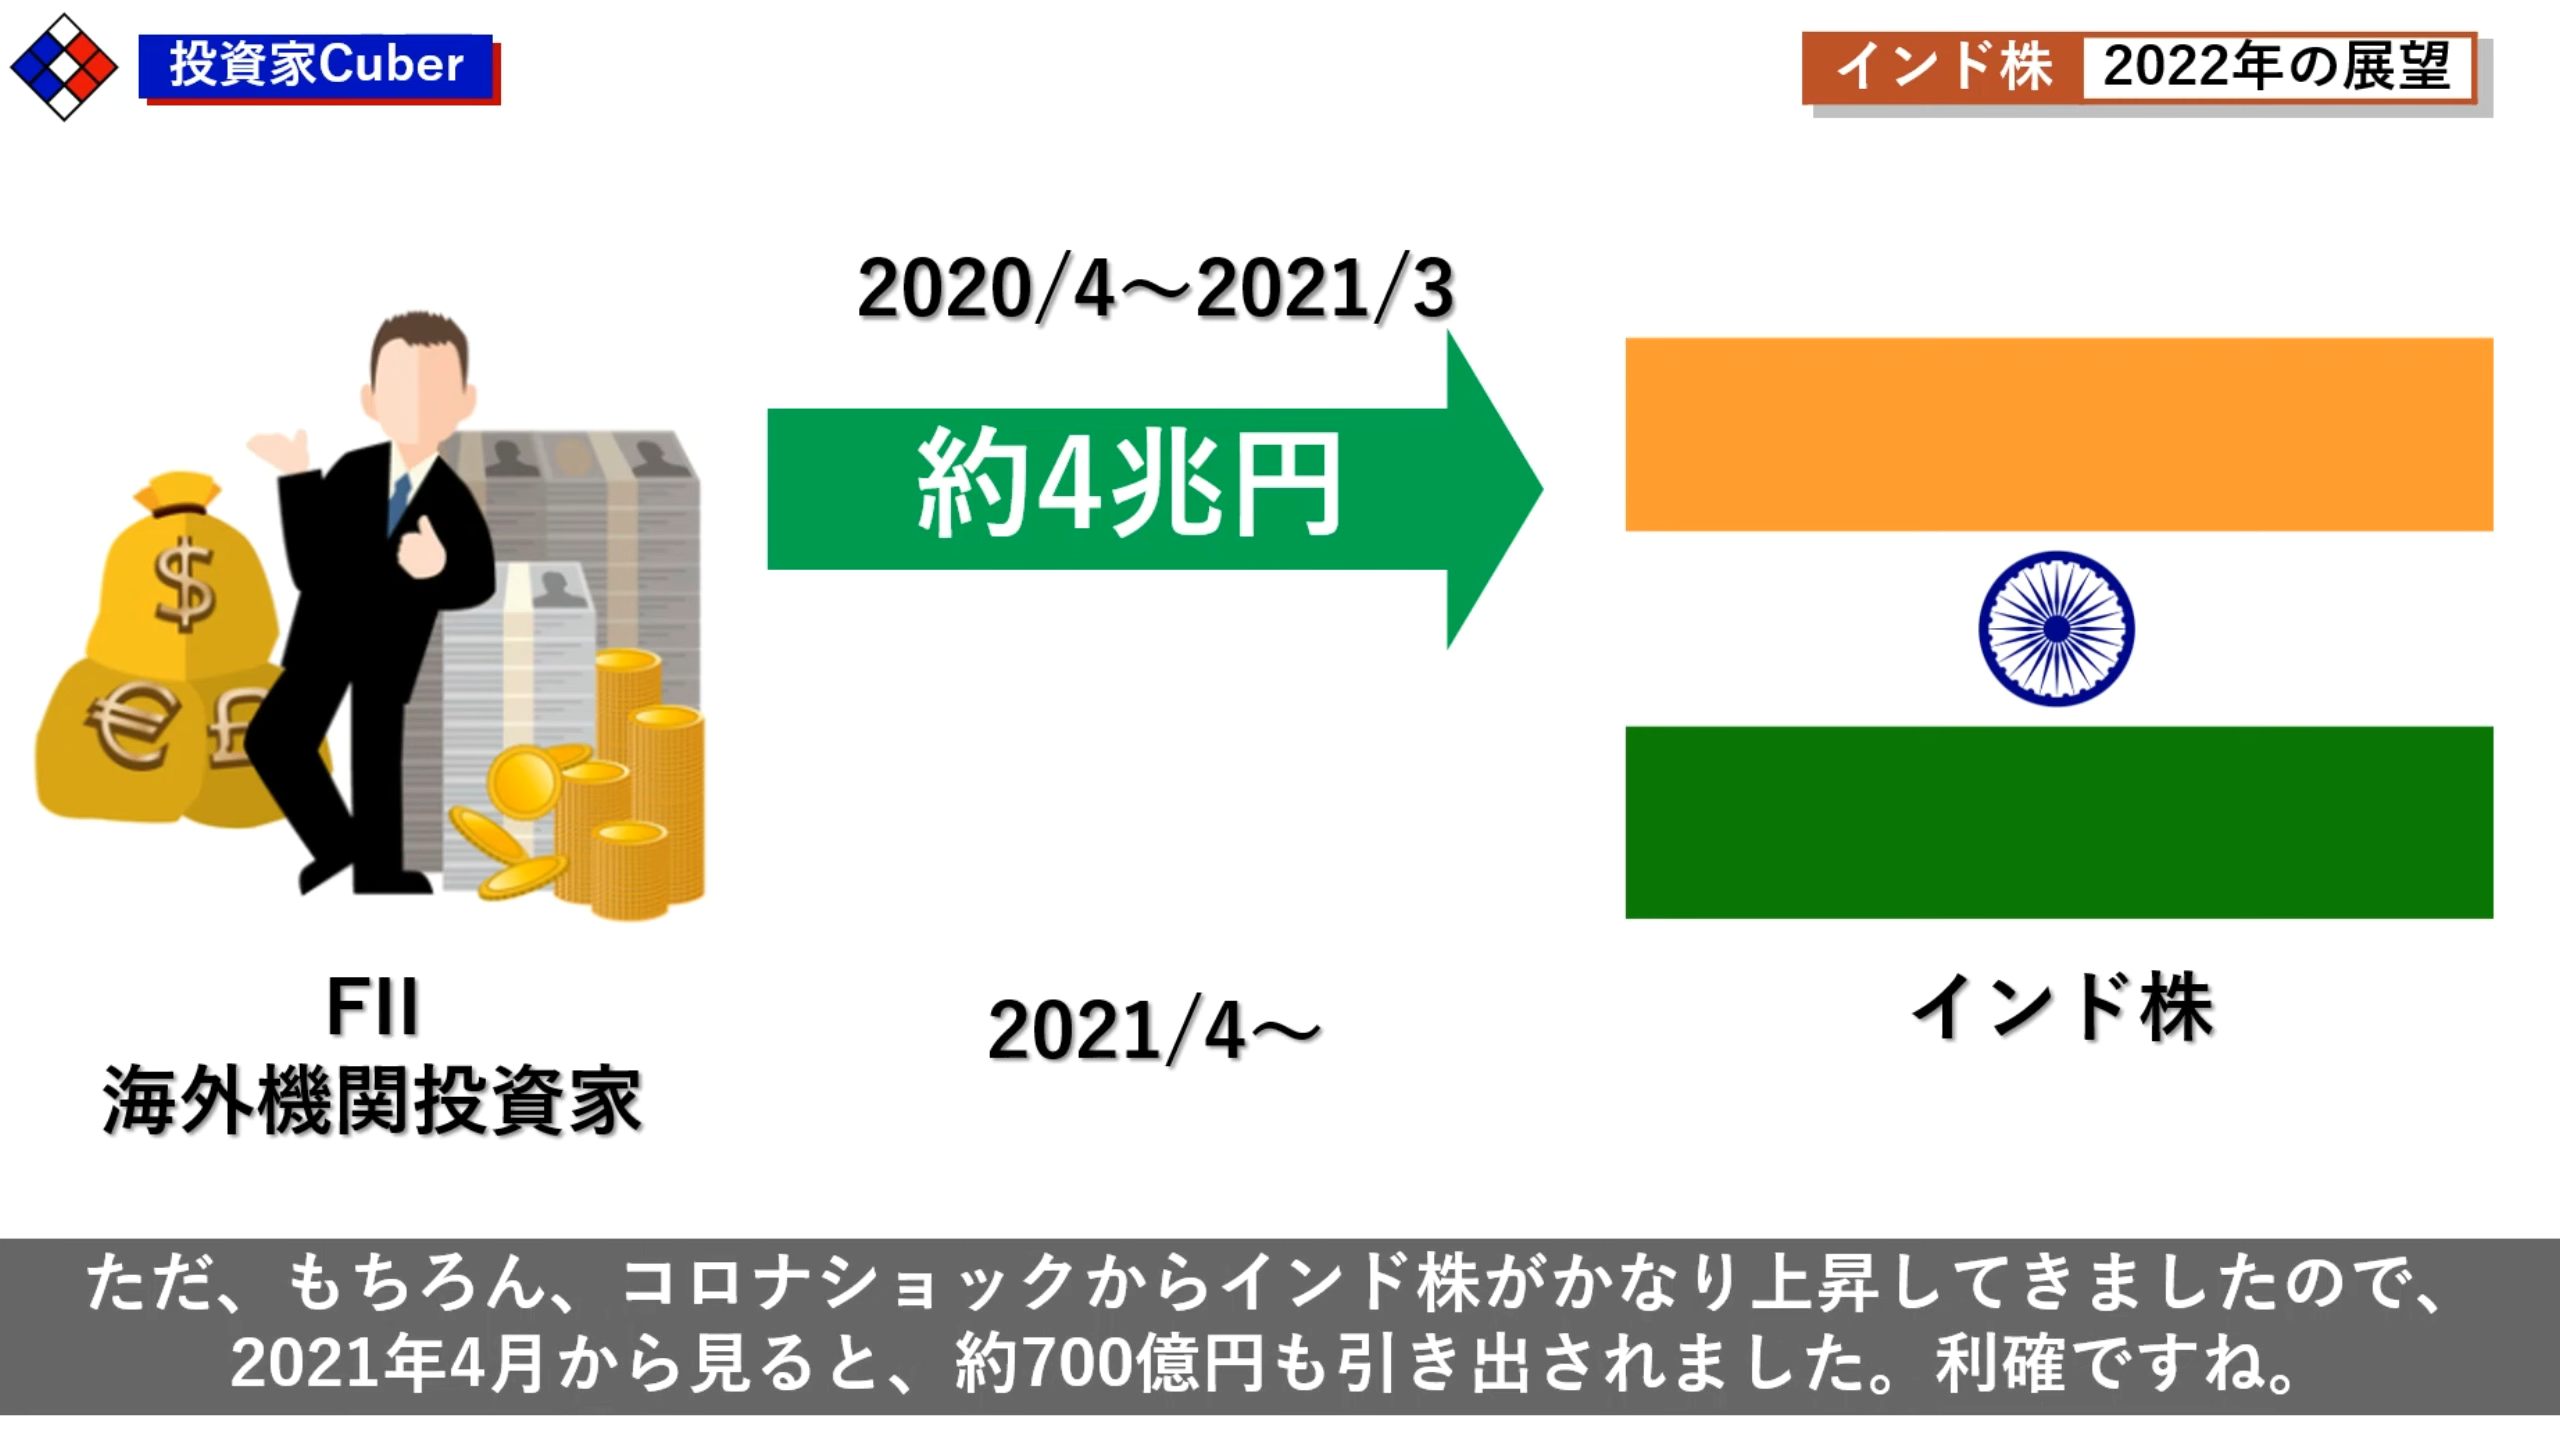 投資家Cuber
インド株 2022年の展望
2020/4～2021/3
約4兆円
$
€ £
FII
海外機関投資家
2021/4～
インド株
ただ、もちろん、コロナショックからインド株がかなり上昇してきましたので、
2021年4月から見ると、約700億円も引き出されました。利確ですね。